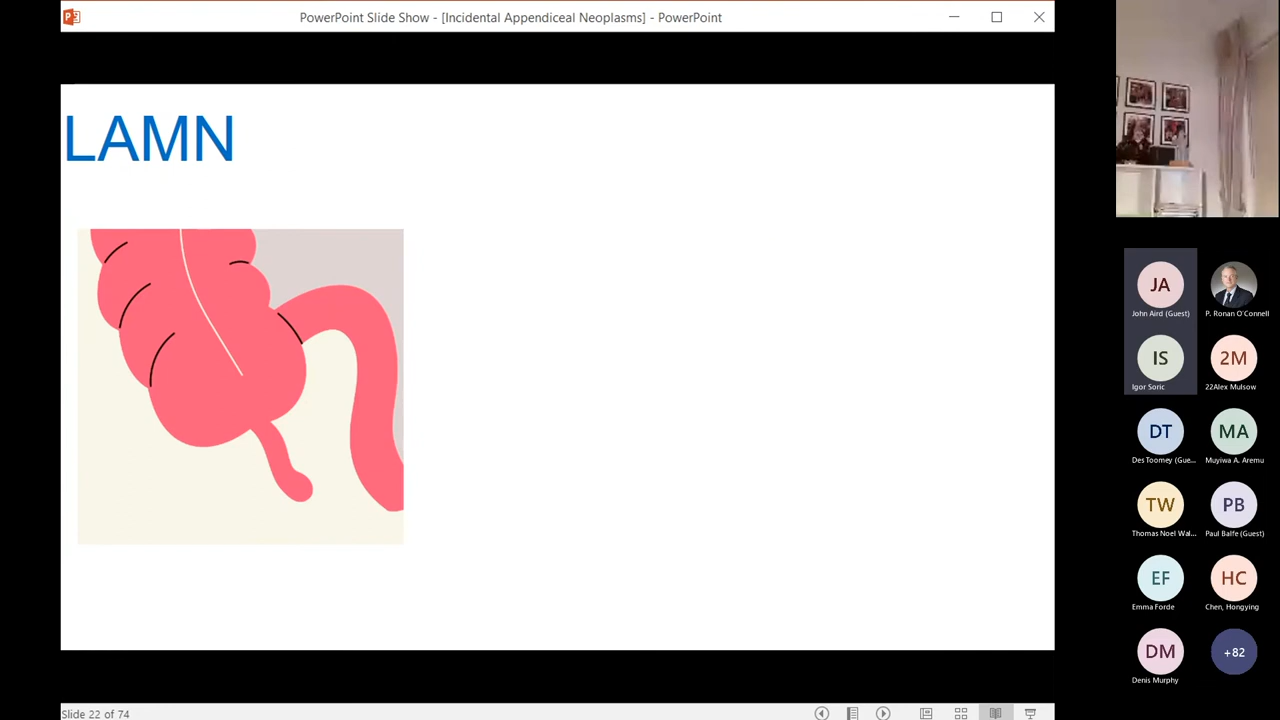 PowerPoint Slide Show - [Incidental Appendiceal Neoplasms] - PowerPoint
LAMN
JA
John Aird (Guest)
P. Ronan O'Connell
IS
Igor Soric
2M
22Alex Mulsow
DT
Des Toomey (Gue...
MA
Muyiwa A. Aremu
TW
Thomas Noel Wal...
PB
Paul Balfe (Guest)
EF
Emma Forde
HC
Chen, Hongying
DM
Denis Murphy
+82
Slide 22 of 74